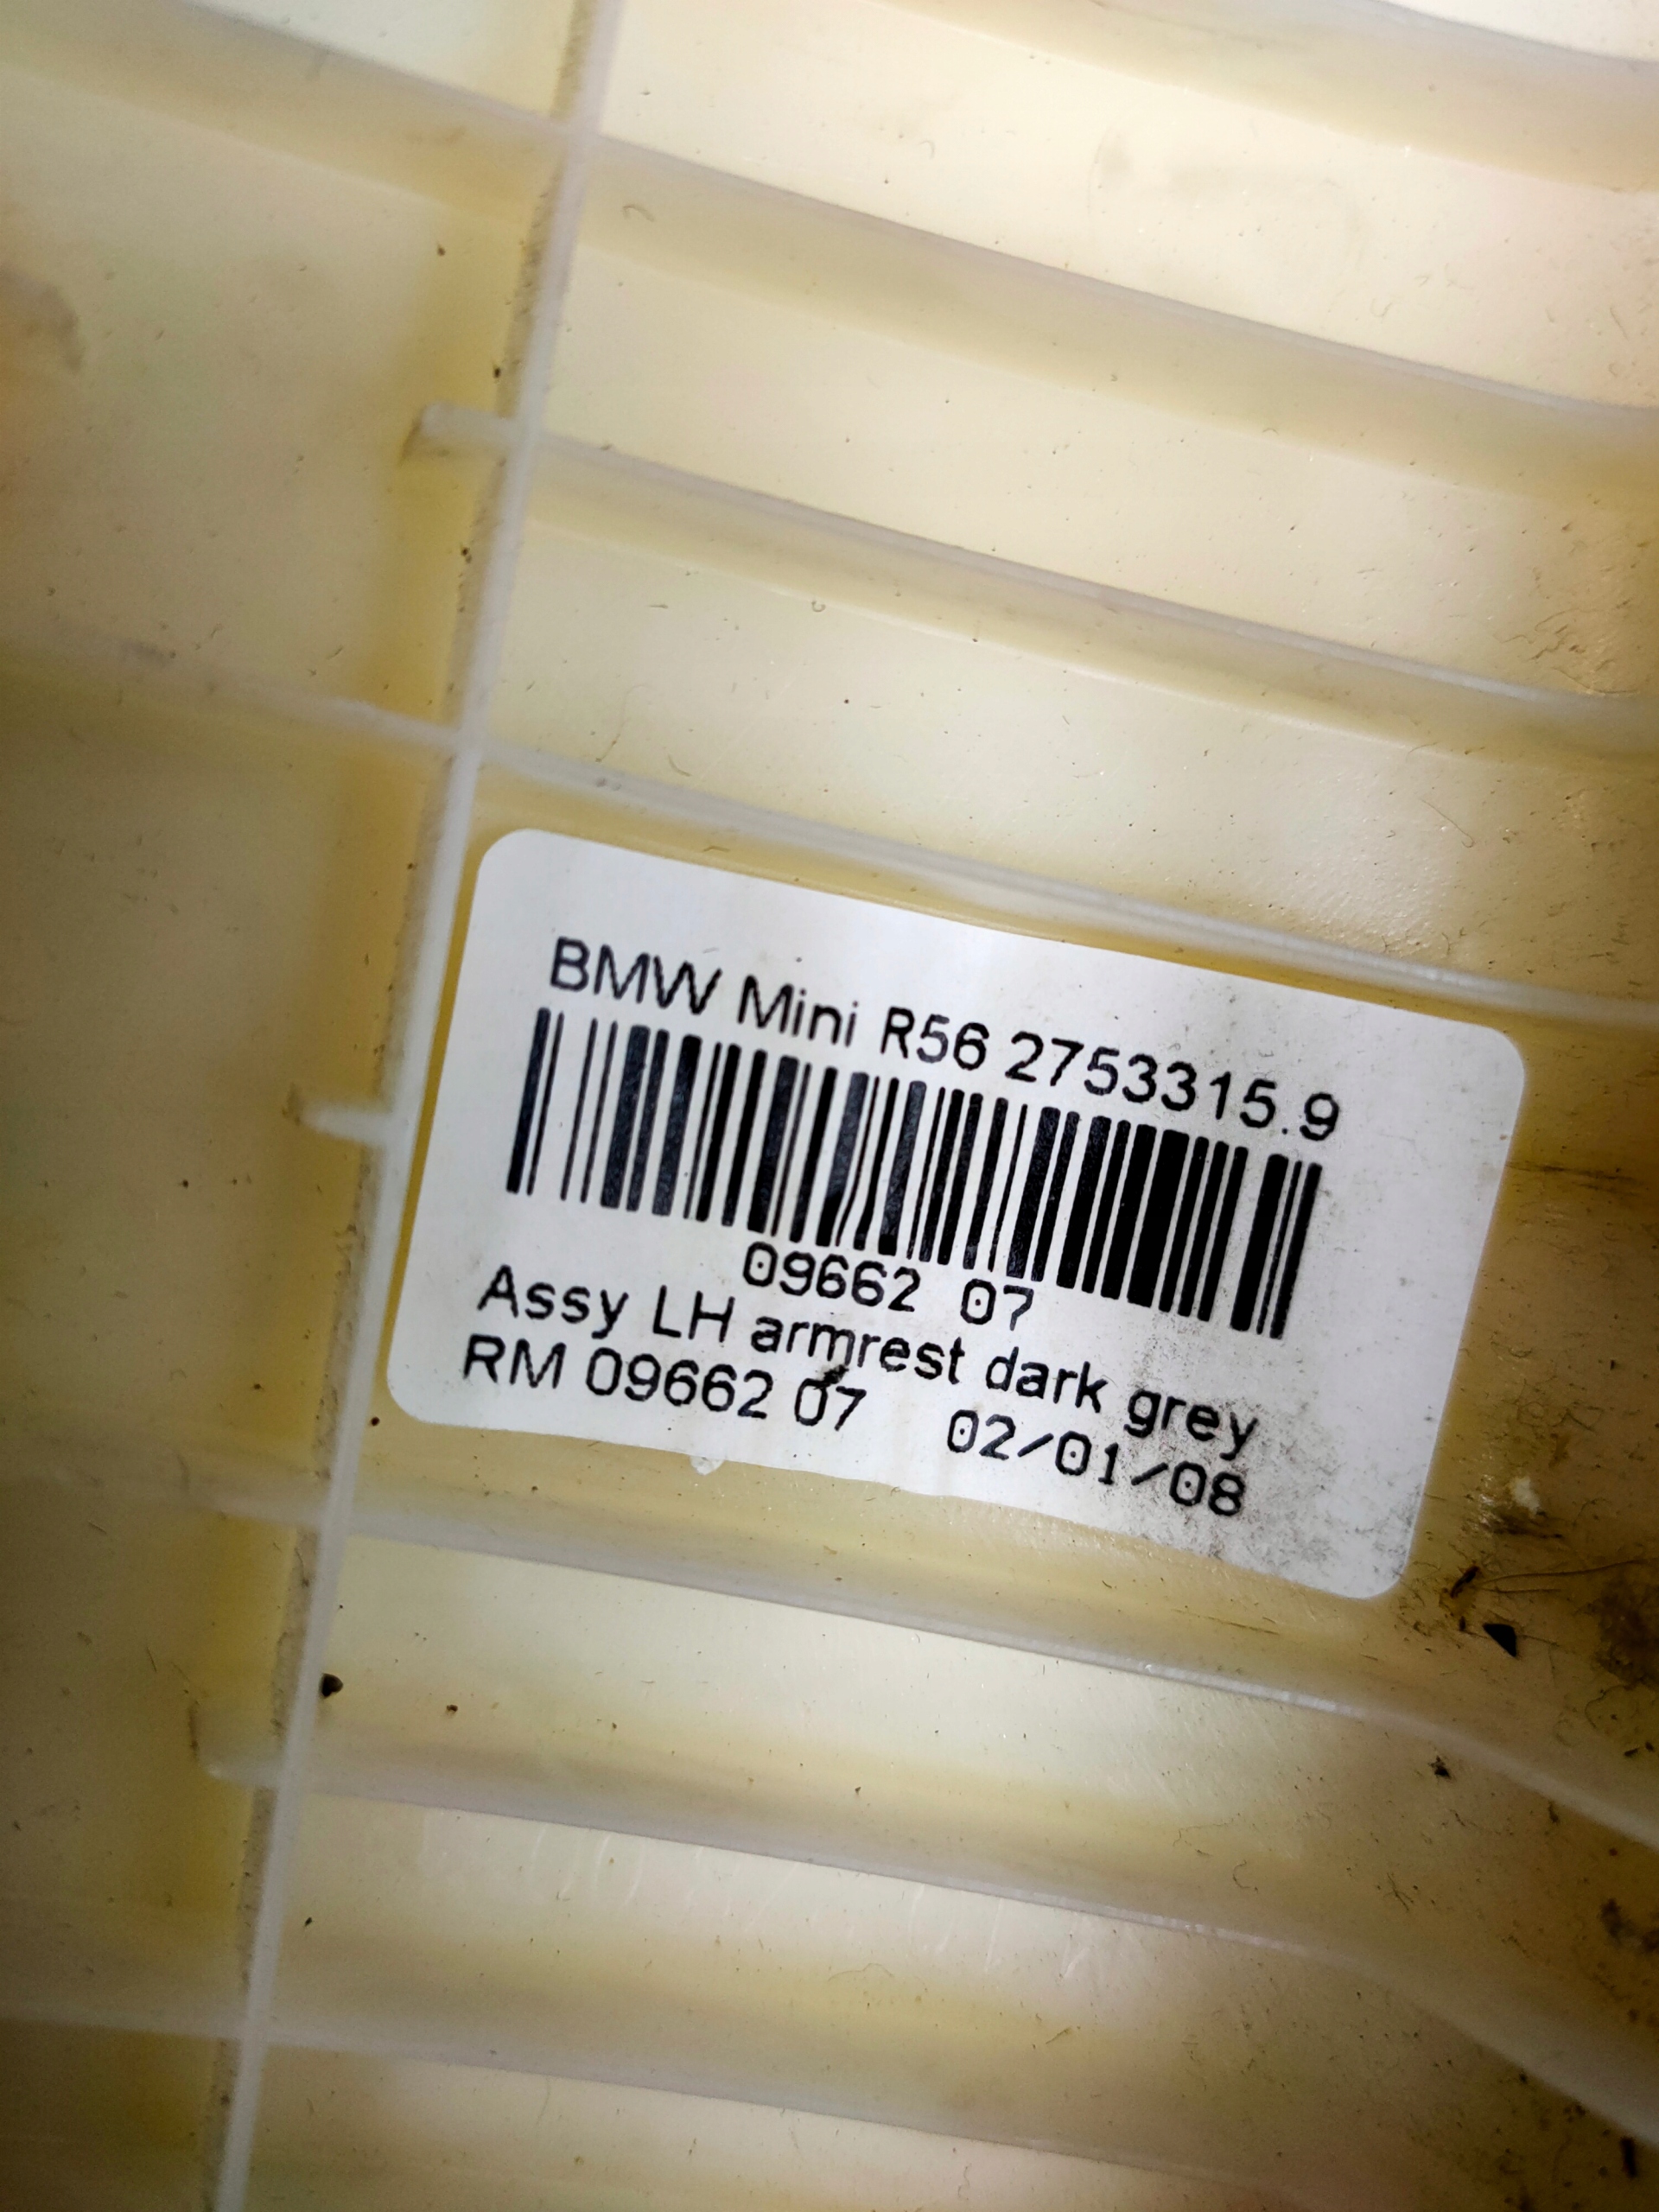 BMW Mini R56 2753315.9
09662 07
Assy LH armrest dark grey
RM 09662 07 02/01/08